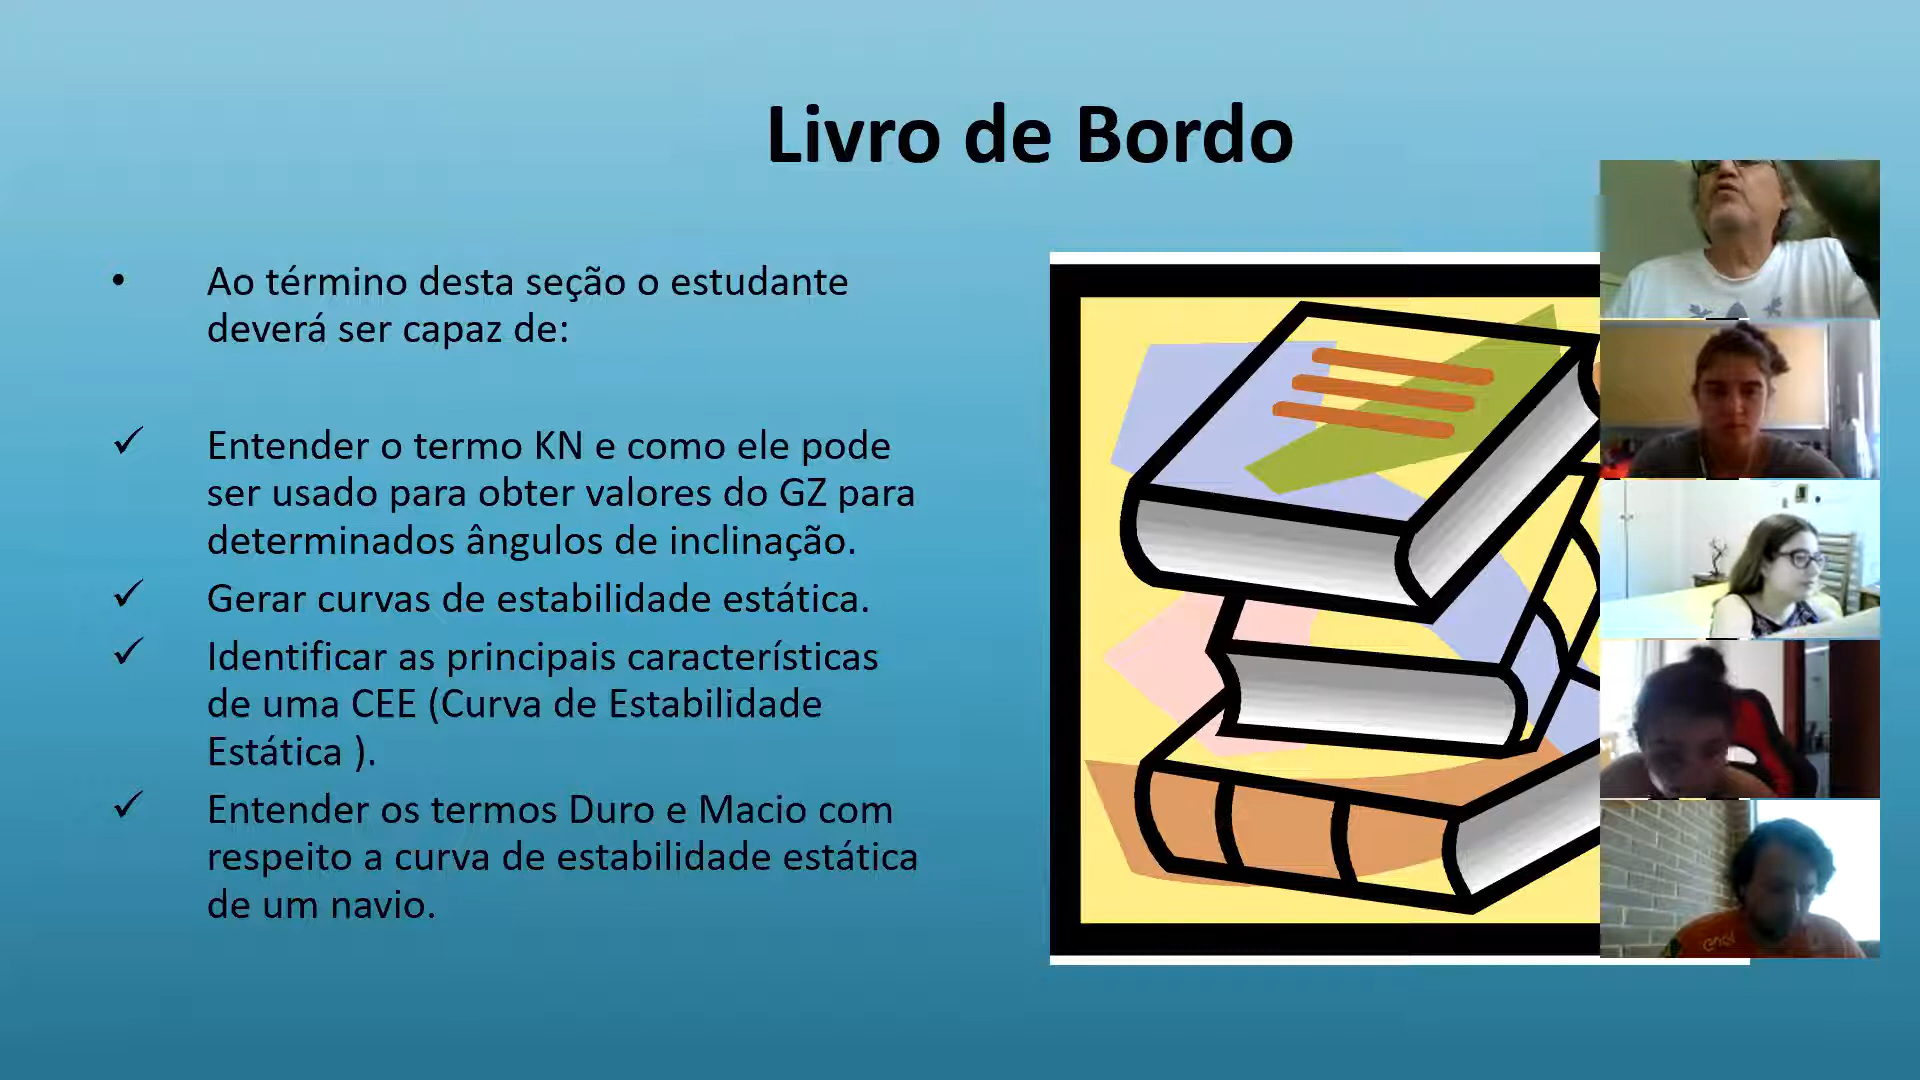 Livro de Bordo
• Ao término desta seção o estudante
deverá ser capaz de:
✓ Entender o termo KN e como ele pode
ser usado para obter valores do GZ para
determinados ângulos de inclinação.
✓ Gerar curvas de estabilidade estática.
✓ Identificar as principais características
de uma CEE (Curva de Estabilidade
Estática ).
✓ Entender os termos Duro e Macio com
respeito a curva de estabilidade estática
de um navio.
enel